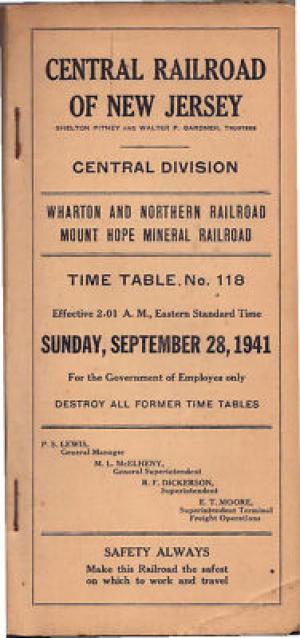 CENTRAL RAILROAD
OF NEW JERSEY
SHELTON PITNEY AND WALTER P. GARDNER, TRUSTEES
CENTRAL DIVISION
WHARTON AND NORTHERN RAILROAD
MOUNT HOPE MINERAL RAILROAD
TIME TABLE, No. 118
Effective 2.01 A. M., Eastern Standard Time
SUNDAY, SEPTEMBER 28, 1941
For the Government of Employes only
DESTROY ALL FORMER TIME TABLES
P. S. LEWIS,
General Manager
M. L. McELHENY,
General Superintendent
R. F. DICKERSON,
Superintendent
E. T. MOORE,
Superintendent Terminal
Freight Operations
SAFETY ALWAYS
Make this Railroad the safest
on which to work and travel